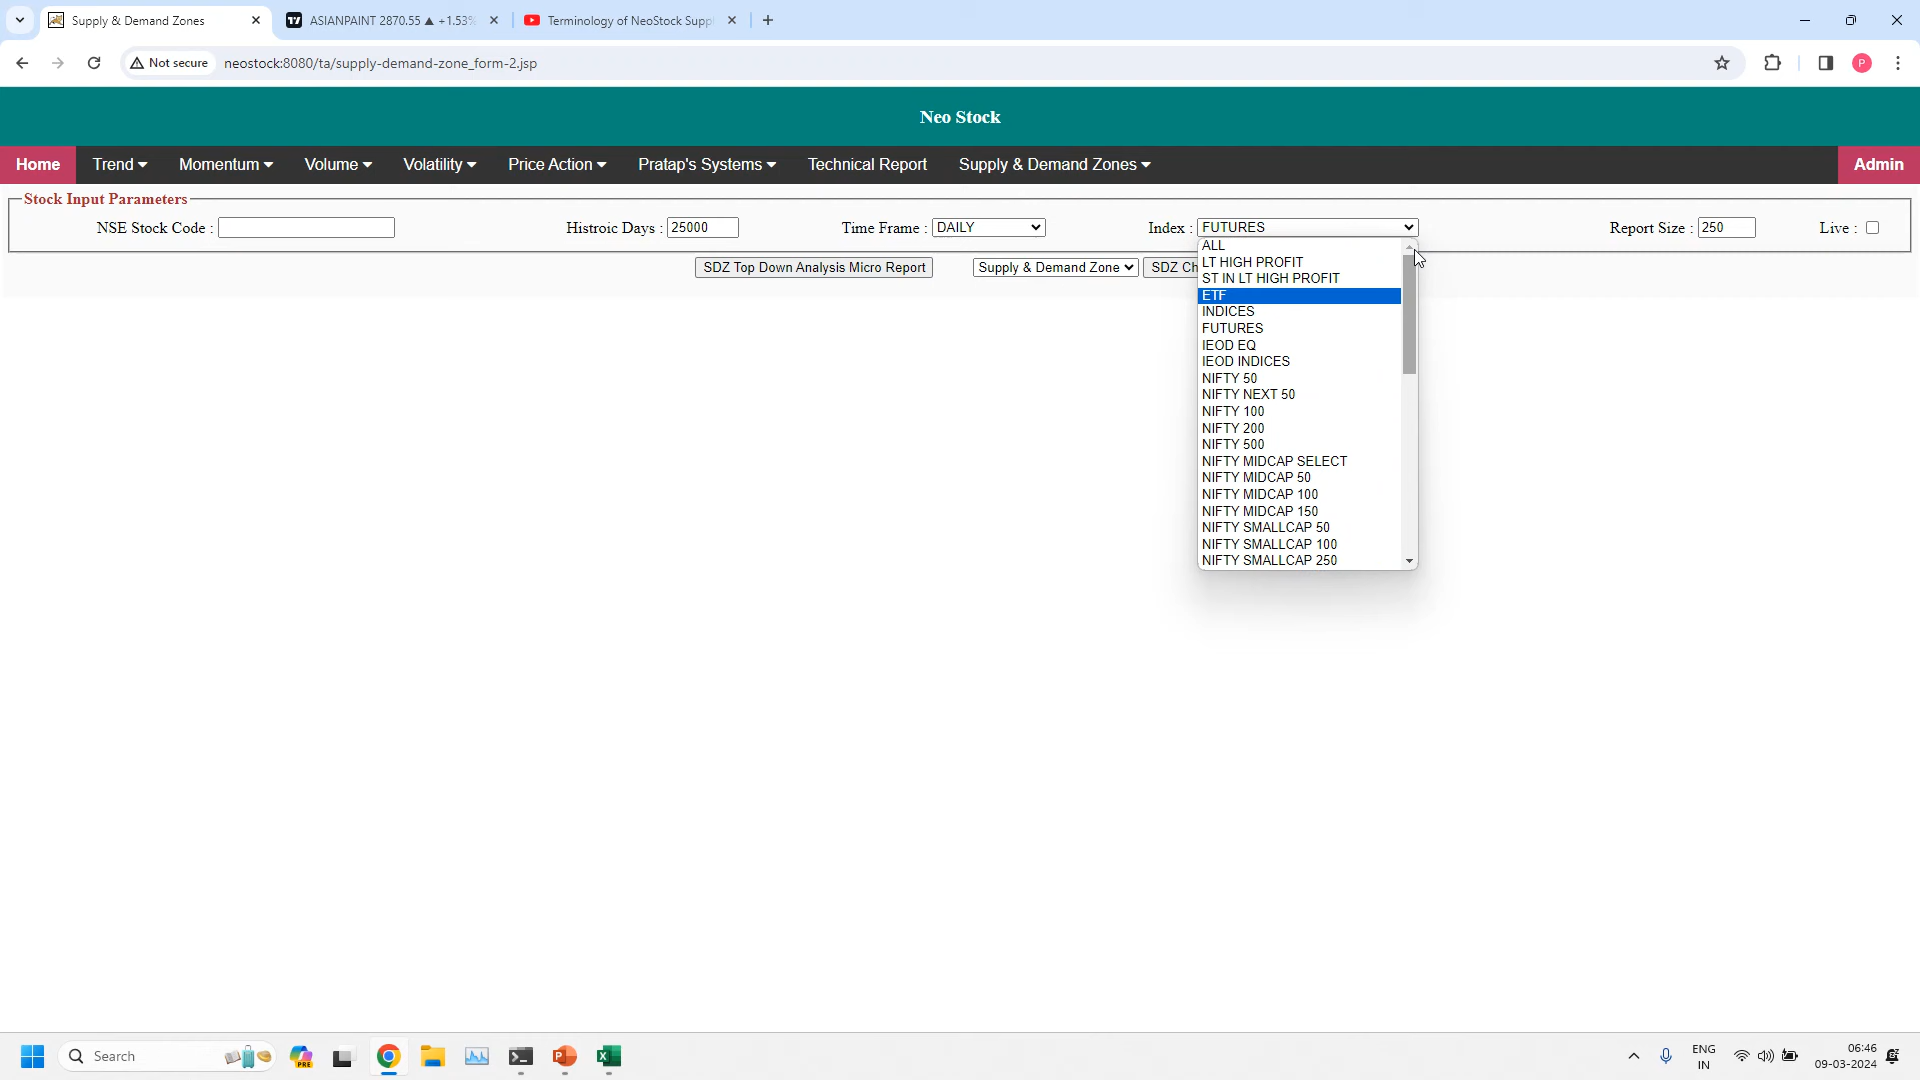 Supply & Demand Zones
ASIANPAINT 2870.55 ▲ +1.53%
Terminology of NeoStock Supp
Not secure
neostock:8080/ta/supply-demand-zone_form-2.jsp
P
Neo Stock
Home
Trend
Momentum
Volume
Volatility
Price Action
Pratap's Systems
Technical Report
Supply & Demand Zones
Admin
Stock Input Parameters
NSE Stock Code :
Histroic Days : 25000
Time Frame : DAILY
Index : FUTURES
Report Size : 250
Live :
SDZ Top Down Analysis Micro Report
Supply & Demand Zone
SDZ Ch
ALL
LT HIGH PROFIT
ST IN LT HIGH PROFIT
ETF
INDICES
FUTURES
IEOD EQ
IEOD INDICES
NIFTY 50
NIFTY NEXT 50
NIFTY 100
NIFTY 200
NIFTY 500
NIFTY MIDCAP SELECT
NIFTY MIDCAP 50
NIFTY MIDCAP 100
NIFTY MIDCAP 150
NIFTY SMALLCAP 50
NIFTY SMALLCAP 100
NIFTY SMALLCAP 250
Search
PRE
ENG
IN
06:46
09-03-2024